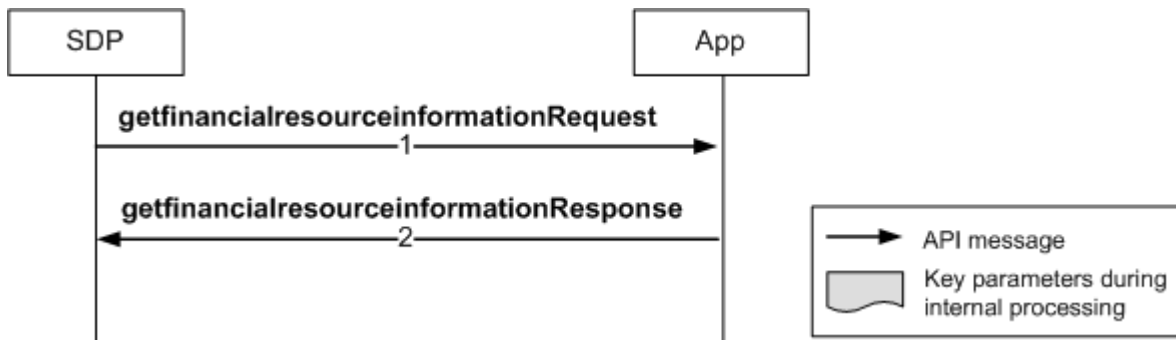 SDP
App
getfinancialresourceinformationRequest
1
getfinancialresourceinformationResponse
2
API message
Key parameters during
internal processing